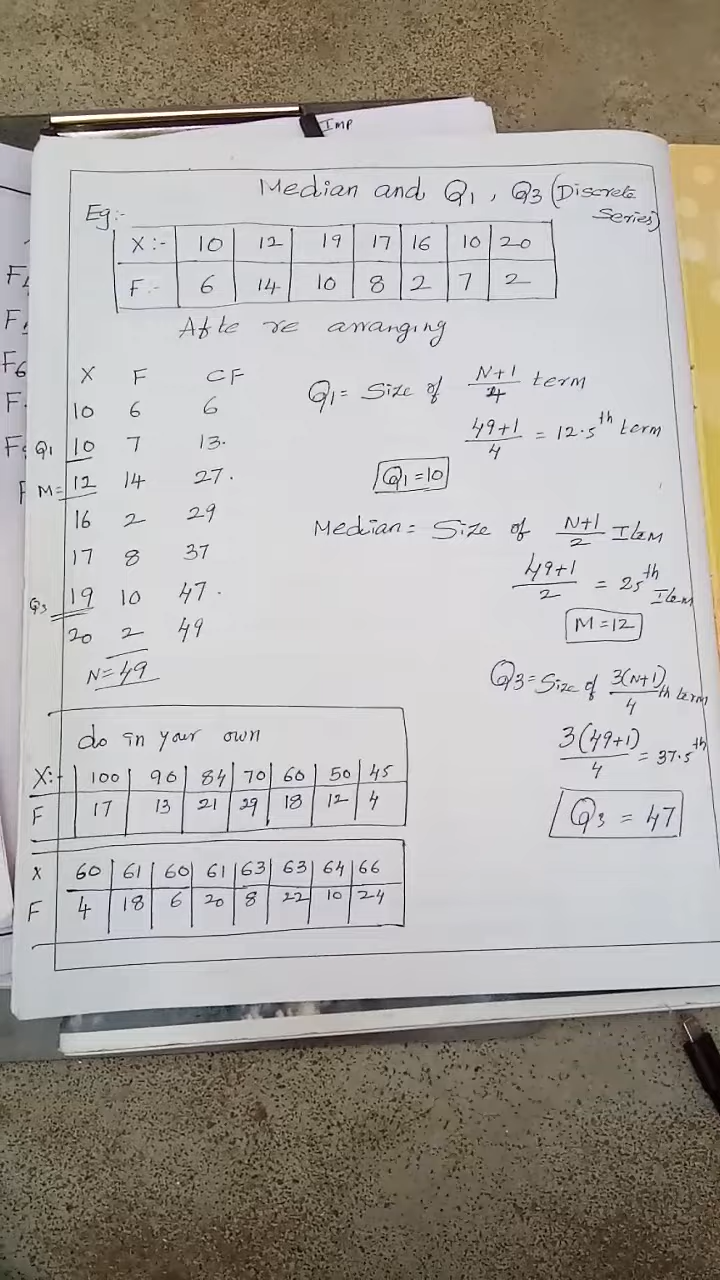 IMP
Median and Q1, Q3 (Discrete Series)
Eg:-
X:- 10 12 19 17 16 10 20
F:- 6 14 10 8 2 7 2
Afte re arranging
X F CF
10 6 6
Q1 10 7 13.
M= 12 14 27.
16 2 29
17 8 37
Q3 19 10 47.
20 2 49
N=49
Q1= Size of N+1/4 term
49+1/4 = 12.5th term
Q1=10
Median= Size of N+1/2 Item
49+1/2 = 25th Item
M=12
Q3=Size of 3(N+1)/4 th term
3(49+1)/4 = 37.5th
Q3 = 47
do in your own
X:- 100 90 84 70 60 50 45
F 17 13 21 29 18 12 4
X 60 61 60 61 63 63 64 66
F 4 18 6 20 8 22 10 24